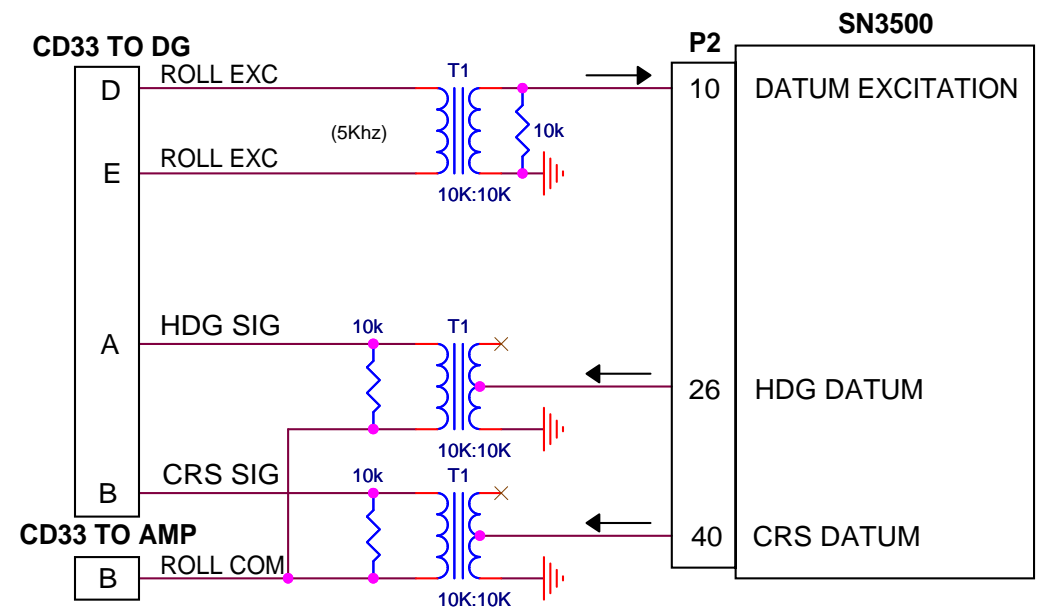 SN3500
CD33 TO DG
P2
D
ROLL EXC
T1
10
DATUM EXCITATION
(5Khz)
10k
E
ROLL EXC
10K:10K
A
HDG SIG
10k
T1
26
HDG DATUM
10K:10K
B
CRS SIG
10k
T1
40
CRS DATUM
CD33 TO AMP
B
ROLL COM
10K:10K